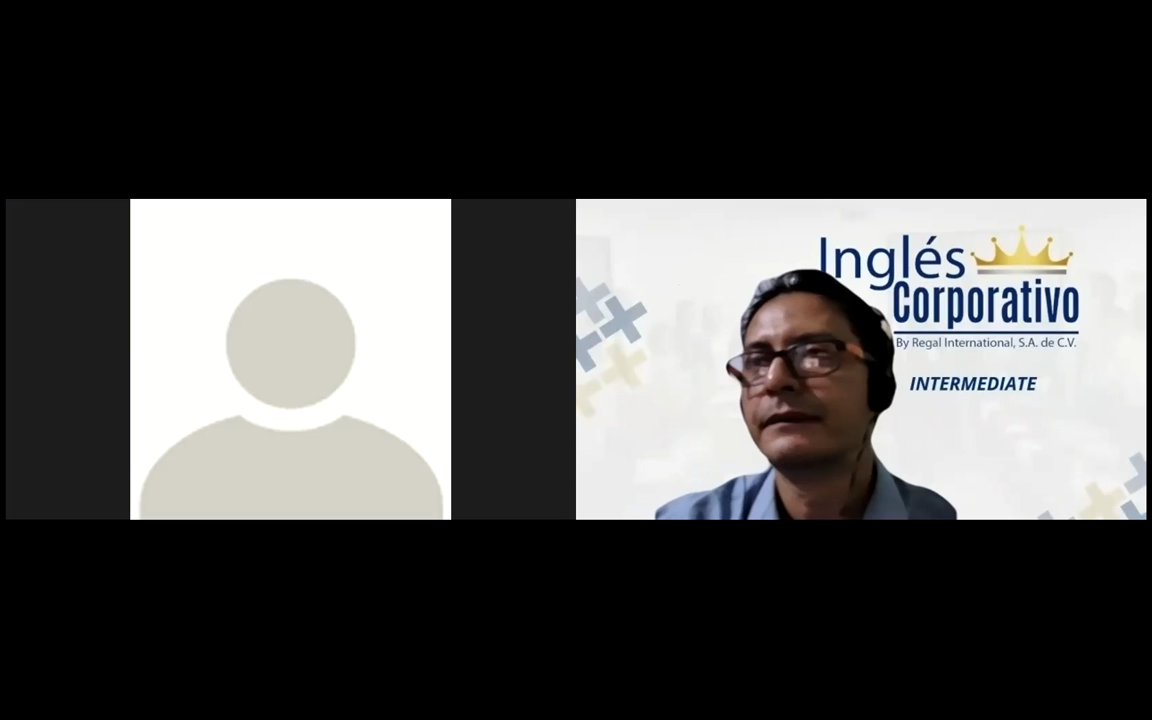 Inglés
Corporativo
By Regal International, S.A. de C.V.
INTERMEDIATE